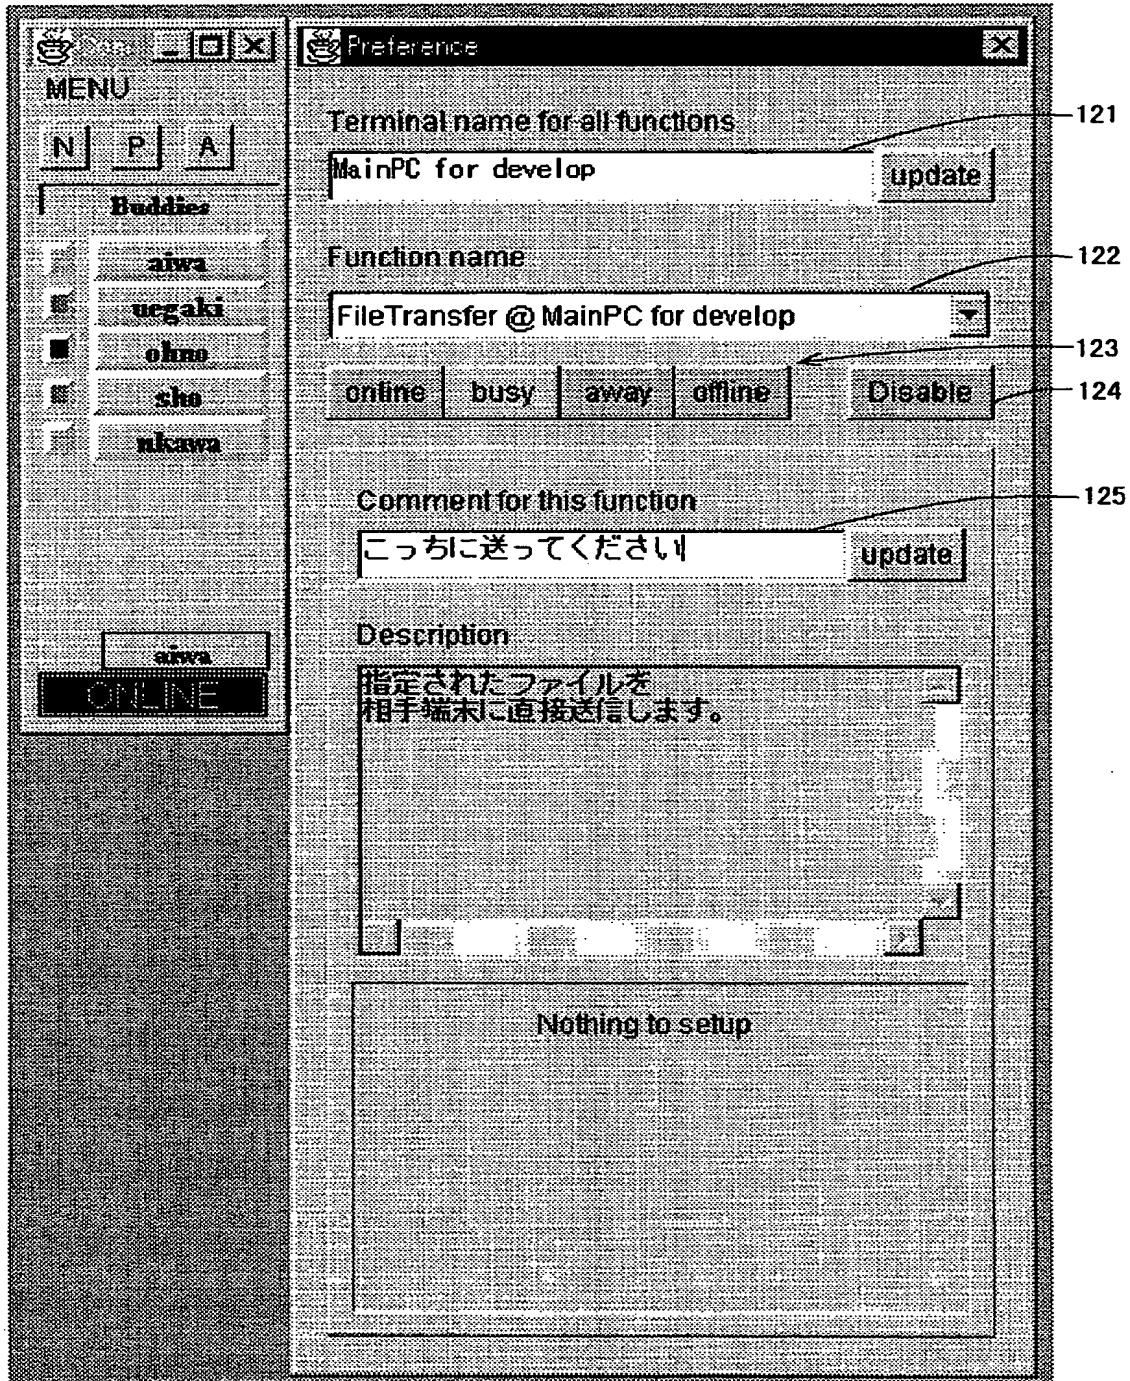 MENU
N P A
Buddies
aiwa
uegaki
ohno
sho
nkawa
aiwa
ONLINE
Preference
Terminal name for all functions
MainPC for develop
update
Function name
FileTransfer @ MainPC for develop
online busy away offline Disable
Comment for this function
こっちに送ってください
update
Description
指定されたファイルを
相手端末に直接送信します。
Nothing to setup
121
122
123
124
125